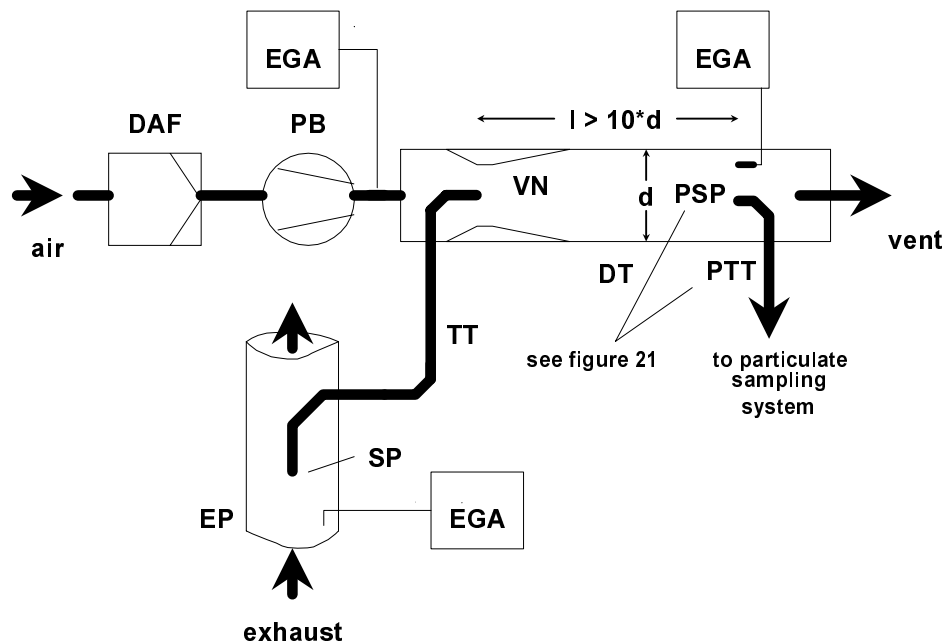 EGA
EGA
DAF
PB
l > 10*d
VN
d
PSP
air
vent
DT
PTT
TT
see figure 21
to particulate
sampling
system
SP
EP
EGA
exhaust